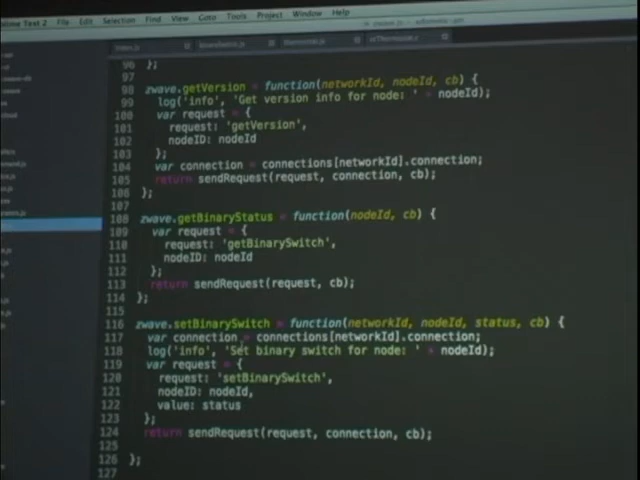 Sublime Text 2 File Edit Selection Find View Goto Tools Project Window Help
index.js
96 };
97
98 zwave.getVersion = function(networkId, nodeId, cb) {
99 log('info', 'Get version info for node: ' + nodeId);
100 var request = {
101 request: 'getVersion',
102 nodeID: nodeId
103 };
104 var connection = connections[networkId].connection;
105 return sendRequest(request, connection, cb);
106 };
107
108 zwave.getBinaryStatus = function(nodeId, cb) {
109 var request = {
110 request: 'getBinarySwitch',
111 nodeID: nodeId
112 };
113 return sendRequest(request, cb);
114 };
115
116 zwave.setBinarySwitch = function(networkId, nodeId, status, cb) {
117 var connection = connections[networkId].connection;
118 log('info', 'Set binary switch for node: ' + nodeId);
119 var request = {
120 request: 'setBinarySwitch',
121 nodeID: nodeId,
122 value: status
123 };
124 return sendRequest(request, connection, cb);
125
126 };
127